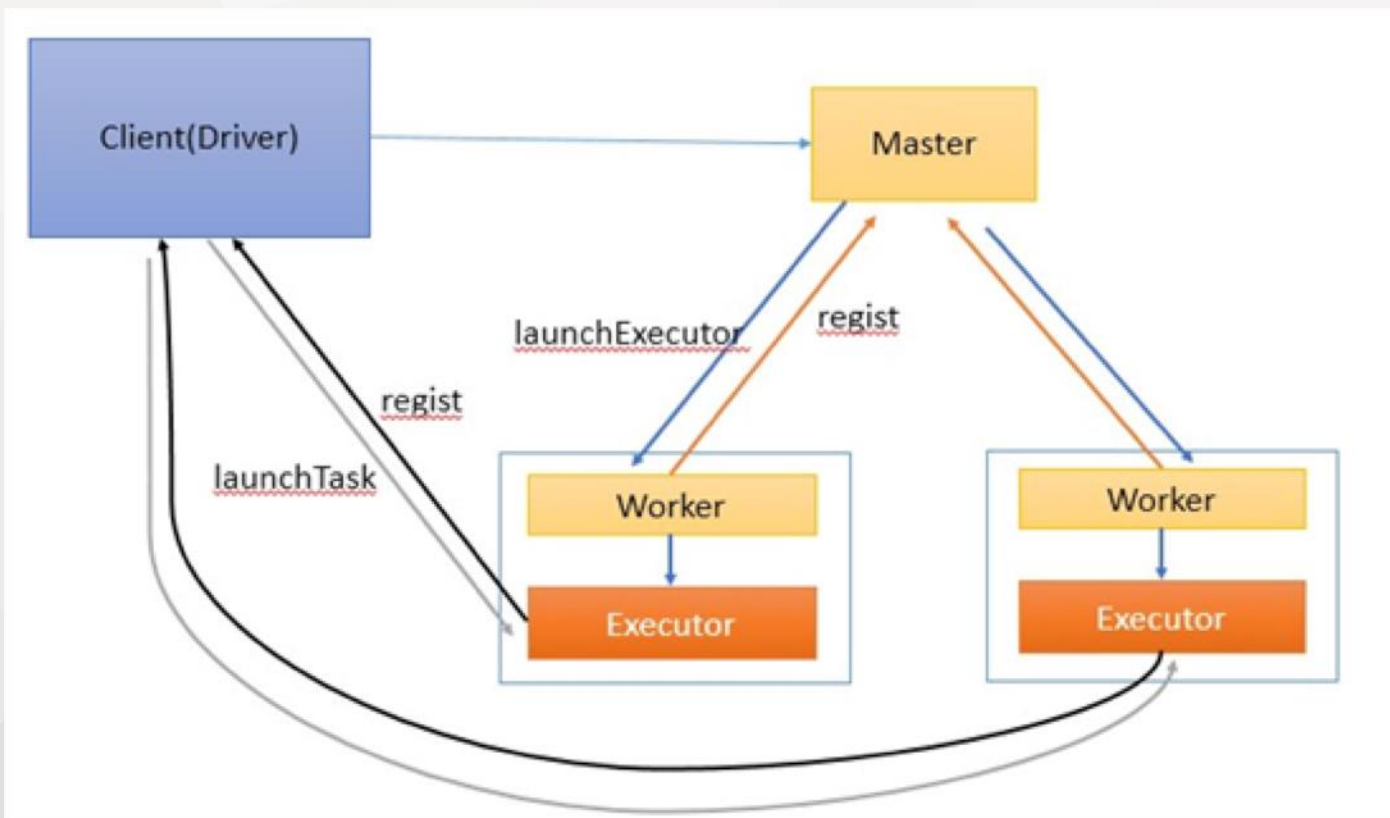 Client(Driver)
Master
launchExecutor
regist
regist
launchTask
Worker
Worker
Executor
Executor